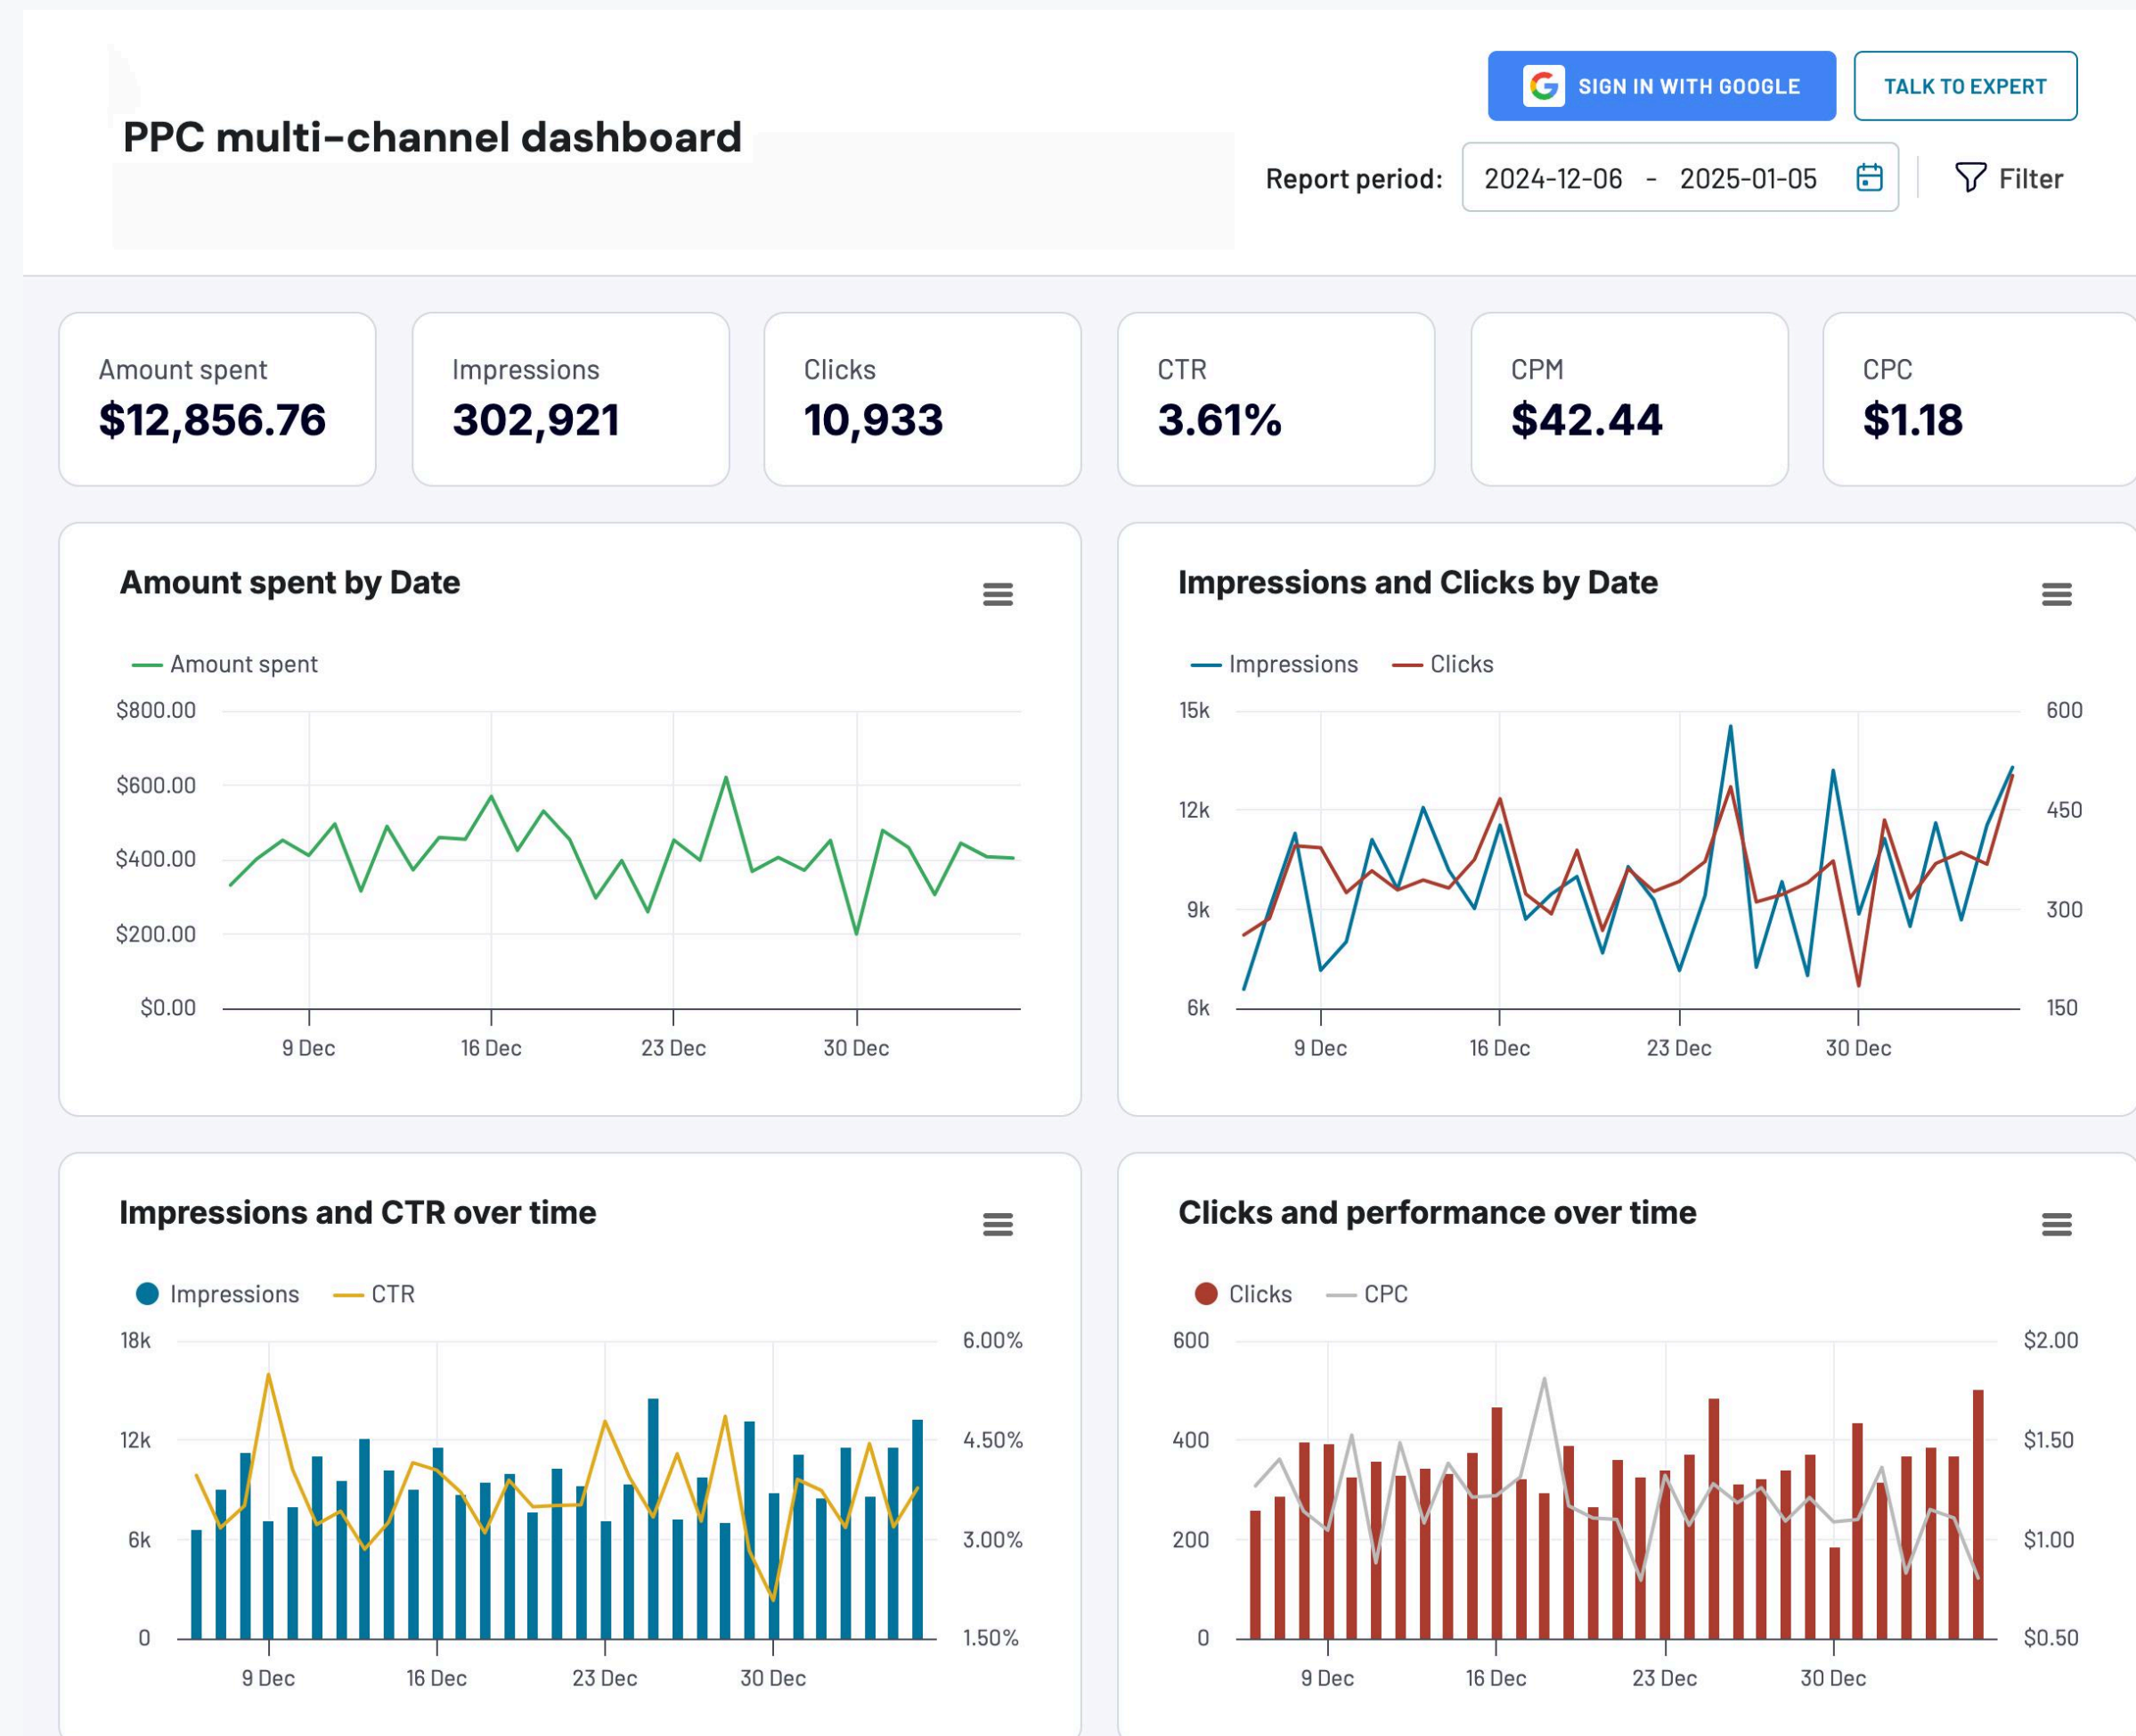 SIGN IN WITH GOOGLE
TALK TO EXPERT
PPC multi-channel dashboard
Report period:
2024-12-06 - 2025-01-05
Filter
Amount spent
$12,856.76
Impressions
302,921
Clicks
10,933
CTR
3.61%
CPM
$42.44
CPC
$1.18
Amount spent by Date
Amount spent
$800.00
$600.00
$400.00
$200.00
$0.00
9 Dec
16 Dec
23 Dec
30 Dec
Impressions and Clicks by Date
Impressions
Clicks
15k
12k
9k
6k
600
450
300
150
9 Dec
16 Dec
23 Dec
30 Dec
Impressions and CTR over time
Impressions
CTR
18k
12k
6k
0
6.00%
4.50%
3.00%
1.50%
9 Dec
16 Dec
23 Dec
30 Dec
Clicks and performance over time
Clicks
CPC
600
400
200
0
$2.00
$1.50
$1.00
$0.50
9 Dec
16 Dec
23 Dec
30 Dec